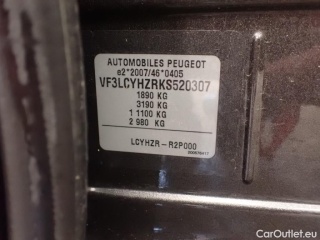 AUTOMOBILES PEUGEOT
e2*2007/46*0405
VF3LCYHZRKS520307
1890 KG
3190 KG
1 1100 KG
2 980 KG
LCYHZR - R2P000
CarOutlet.eu